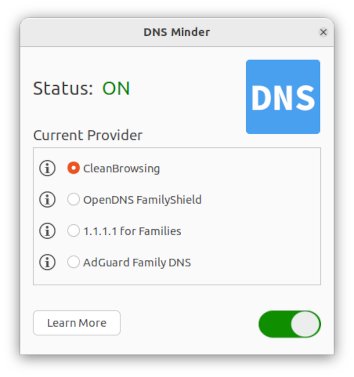 DNS Minder
Status: ON
DNS
Current Provider
CleanBrowsing
OpenDNS FamilyShield
1.1.1.1 for Families
AdGuard Family DNS
Learn More